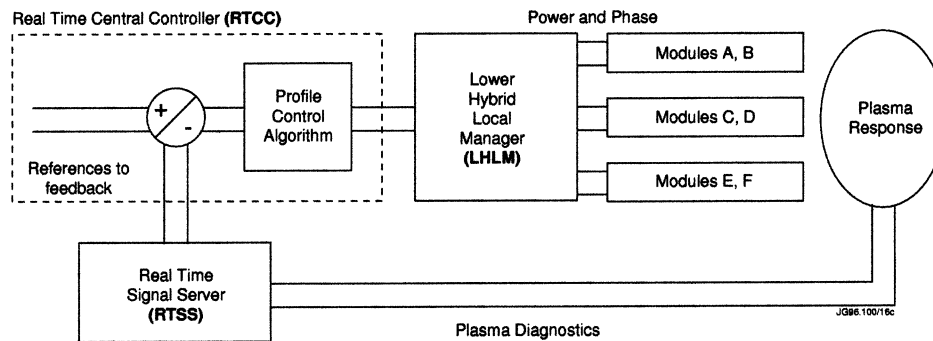 Real Time Central Controller (RTCC)
Power and Phase
+
-
Profile
Control
Algorithm
References to
feedback
Lower
Hybrid
Local
Manager
(LHLM)
Modules A, B
Modules C, D
Modules E, F
Plasma
Response
Real Time
Signal Server
(RTSS)
Plasma Diagnostics
JG96.100/16c